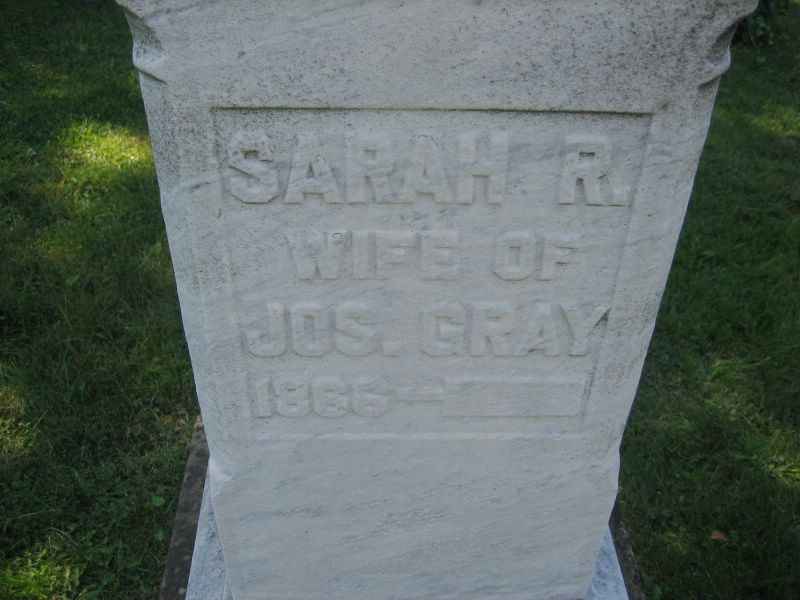 SARAH R.
WIFE OF
JOS. GRAY
1866—